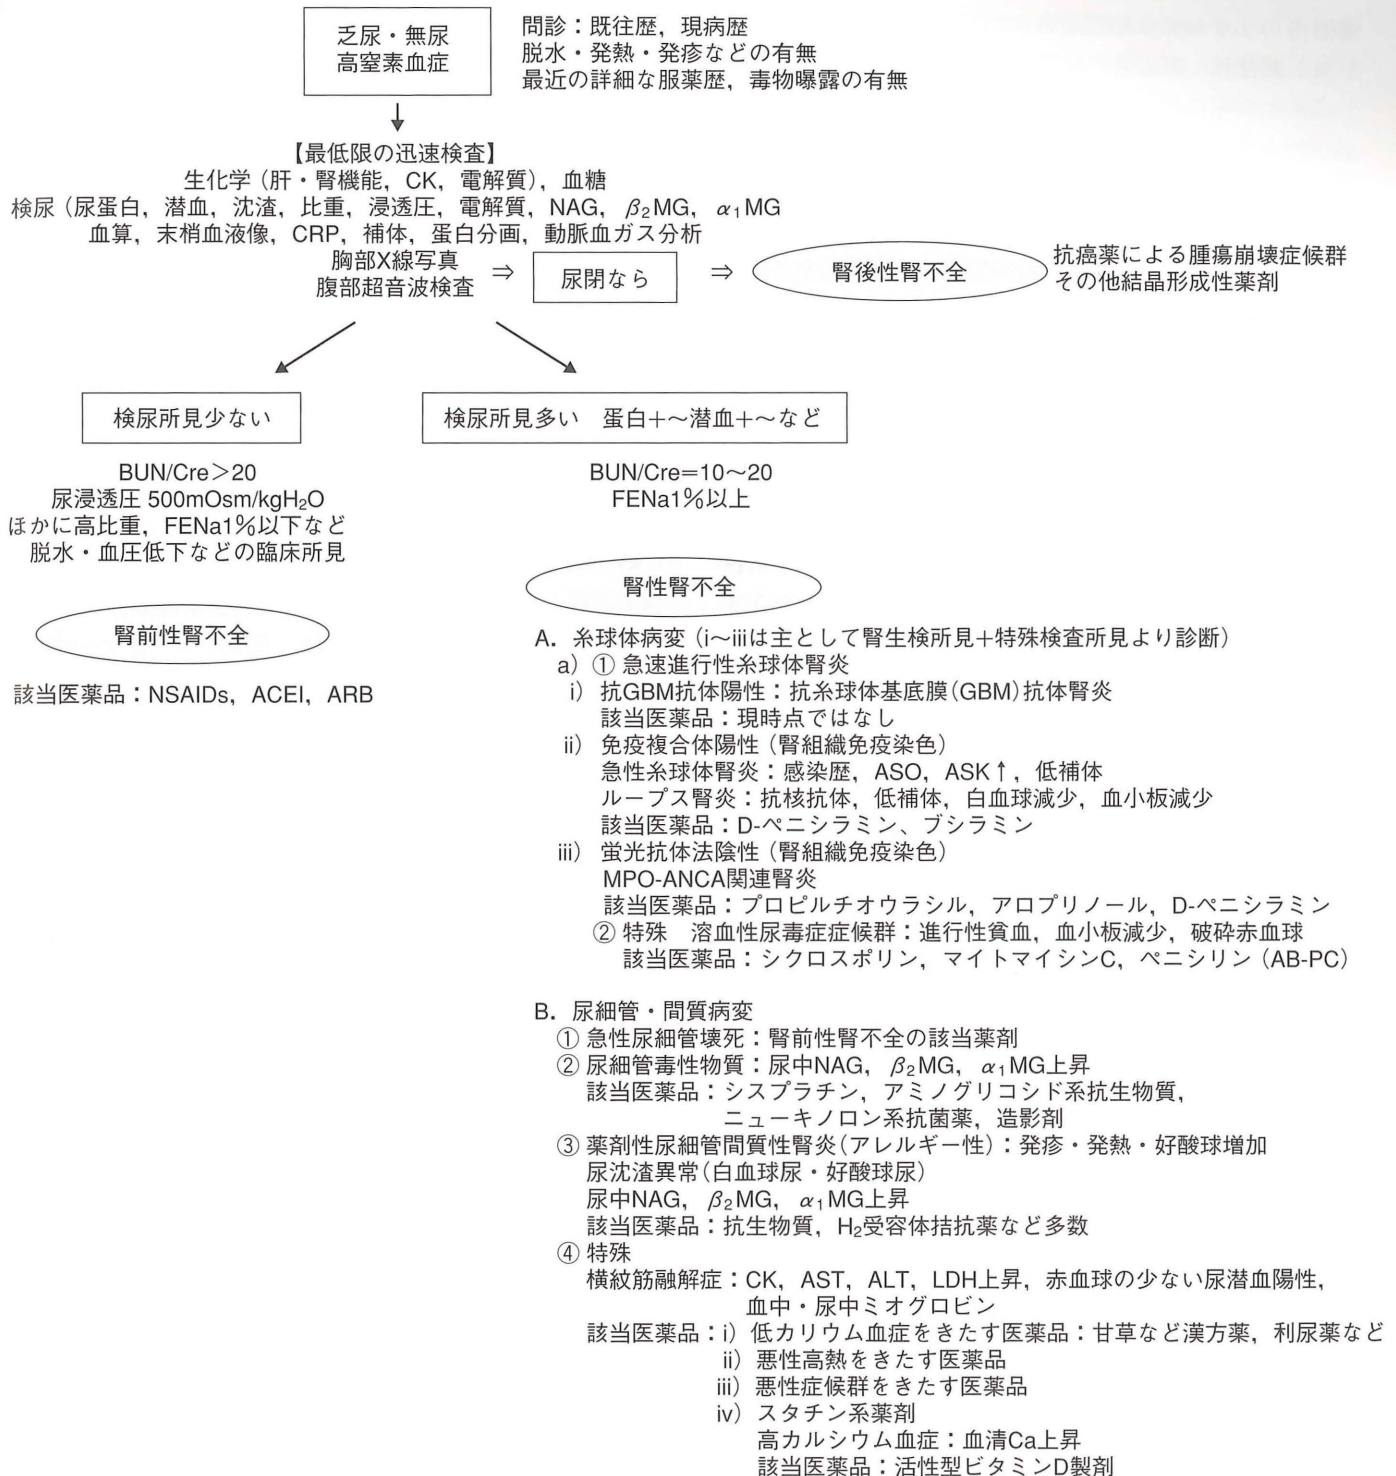 乏尿・無尿
高窒素血症
問診：既往歴，現病歴
脱水・発熱・発疹などの有無
最近の詳細な服薬歴，毒物曝露の有無
【最低限の迅速検査】
生化学（肝・腎機能，CK，電解質），血糖
検尿（尿蛋白，潜血，沈渣，比重，浸透圧，電解質，NAG，β₂MG，α₁MG
血算，末梢血液像，CRP，補体，蛋白分画，動脈血ガス分析
胸部X線写真
腹部超音波検査
⇒
尿閉なら
⇒
腎後性腎不全
抗癌薬による腫瘍崩壊症候群
その他結晶形成性薬剤
検尿所見少ない
BUN/Cre＞20
尿浸透圧 500mOsm/kgH₂O
ほかに高比重，FENa1％以下など
脱水・血圧低下などの臨床所見
腎前性腎不全
該当医薬品：NSAIDs，ACEI，ARB
検尿所見多い　蛋白＋～潜血＋～など
BUN/Cre＝10～20
FENa1％以上
腎性腎不全
A．糸球体病変（i～iiiは主として腎生検所見＋特殊検査所見より診断）
a）① 急速進行性糸球体腎炎
i）抗GBM抗体陽性：抗糸球体基底膜(GBM)抗体腎炎
該当医薬品：現時点ではなし
ii）免疫複合体陽性（腎組織免疫染色）
急性糸球体腎炎：感染歴，ASO，ASK↑，低補体
ループス腎炎：抗核抗体，低補体，白血球減少，血小板減少
該当医薬品：D-ペニシラミン、ブシラミン
iii）蛍光抗体法陰性（腎組織免疫染色）
MPO-ANCA関連腎炎
該当医薬品：プロピルチオウラシル，アロプリノール，D-ペニシラミン
② 特殊　溶血性尿毒症症候群：進行性貧血，血小板減少，破砕赤血球
該当医薬品：シクロスポリン，マイトマイシンC，ペニシリン（AB-PC）
B．尿細管・間質病変
① 急性尿細管壊死：腎前性腎不全の該当薬剤
② 尿細管毒性物質：尿中NAG，β₂MG，α₁MG上昇
該当医薬品：シスプラチン，アミノグリコシド系抗生物質，
ニューキノロン系抗菌薬，造影剤
③ 薬剤性尿細管間質性腎炎(アレルギー性)：発疹・発熱・好酸球増加
尿沈渣異常(白血球尿・好酸球尿)
尿中NAG，β₂MG，α₁MG上昇
該当医薬品：抗生物質，H₂受容体拮抗薬など多数
④ 特殊
横紋筋融解症：CK，AST，ALT，LDH上昇，赤血球の少ない尿潜血陽性，
血中・尿中ミオグロビン
該当医薬品：i）低カリウム血症をきたす医薬品：甘草など漢方薬，利尿薬など
ii）悪性高熱をきたす医薬品
iii）悪性症候群をきたす医薬品
iv）スタチン系薬剤
高カルシウム血症：血清Ca上昇
該当医薬品：活性型ビタミンD製剤